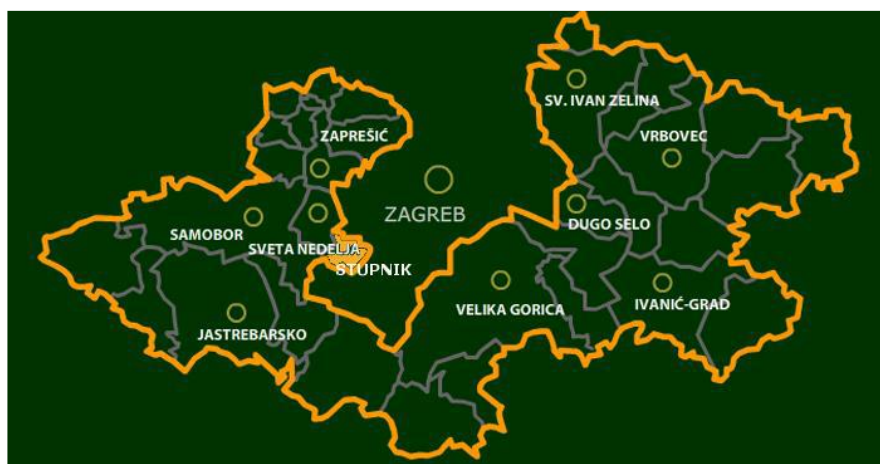 SV. IVAN ZELINA
ZAPREŠIĆ
VRBOVEC
ZAGREB
DUGO SELO
SAMOBOR
SVETA NEDELJA
STUPNIK
VELIKA GORICA
IVANIĆ-GRAD
JASTREBARSKO